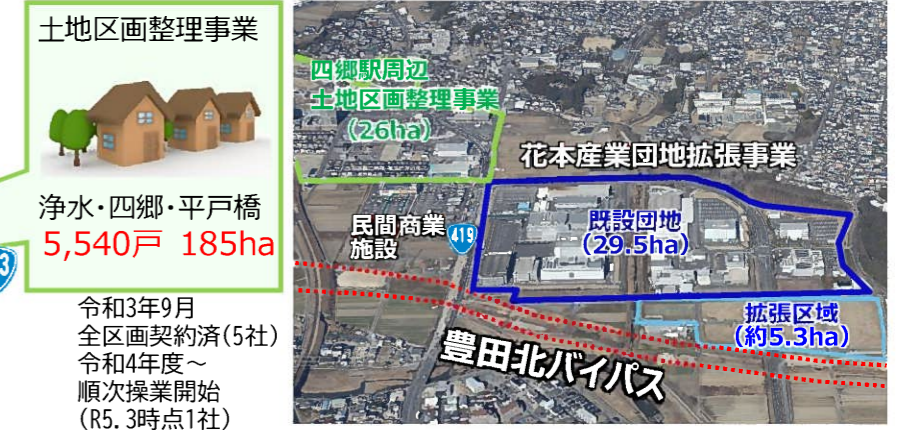 土地区画整理事業
浄水・四郷・平戸橋
5,540戸 185ha
3
令和3年9月
全区画契約済(5社)
令和4年度～
順次操業開始
(R5.3時点1社)
四郷駅周辺
土地区画整理事業
(26ha)
花本産業団地拡張事業
民間商業
施設
419
既設団地
(29.5ha)
拡張区域
(約5.3ha)
豊田北バイパス